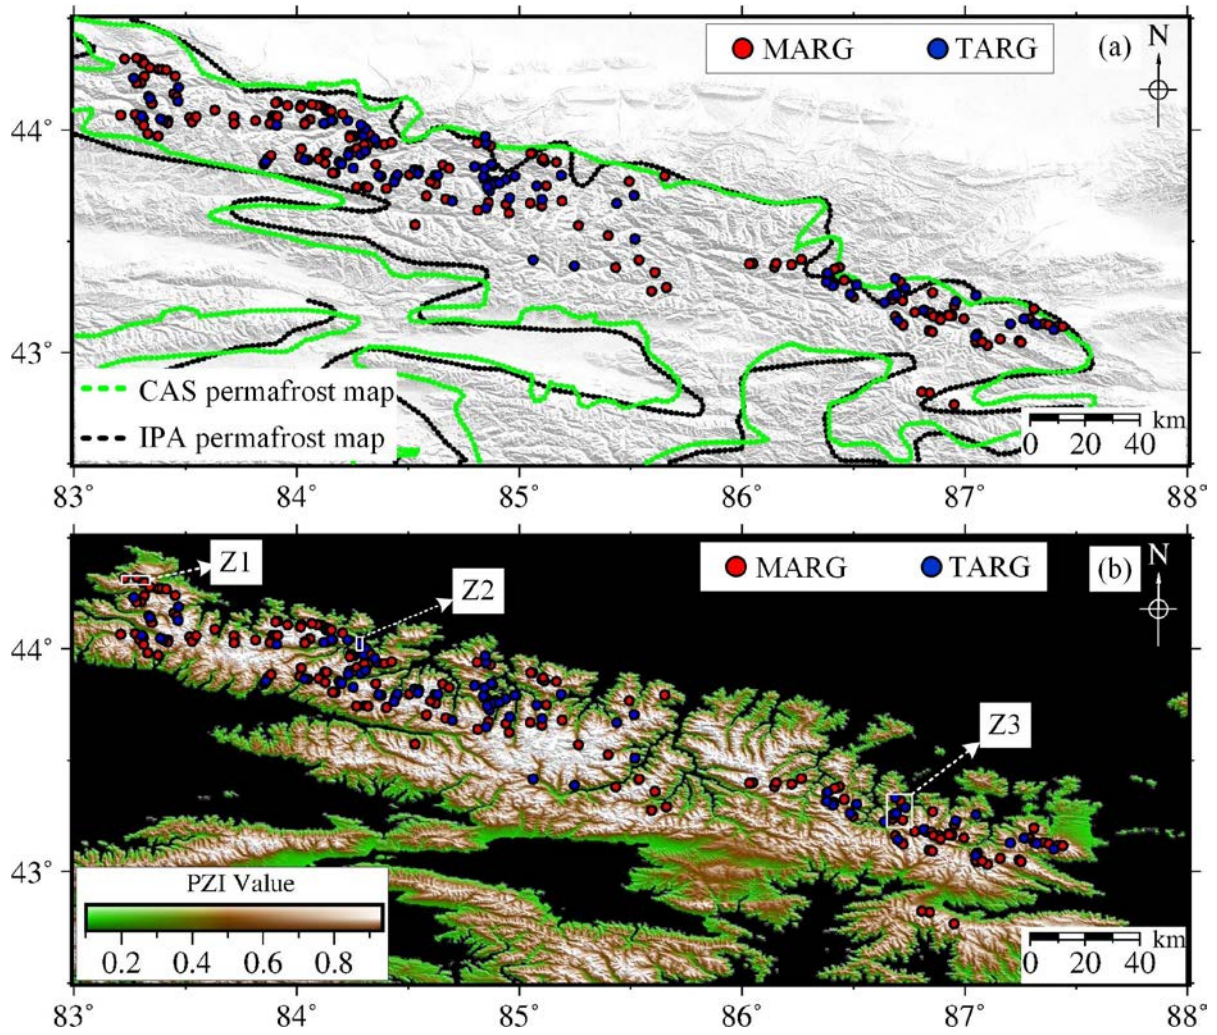 MARG TARG (a) N
44°
43°
CAS permafrost map
IPA permafrost map
km
0 20 40
83° 84° 85° 86° 87° 88°
MARG TARG (b) N
Z1
Z2
44°
Z3
43°
PZI Value
0.2 0.4 0.6 0.8
km
0 20 40
83° 84° 85° 86° 87° 88°